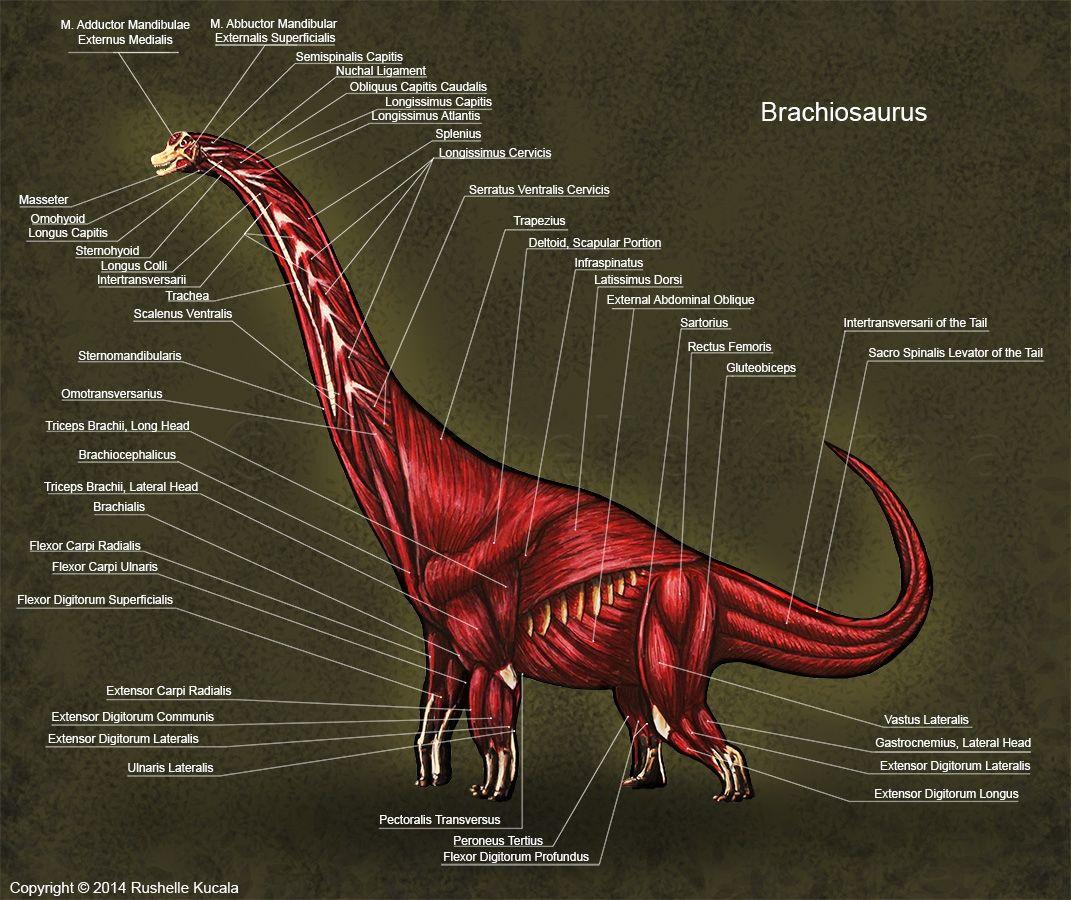 M. Adductor Mandibulae
Externus Medialis
M. Abbuctor Mandibular
Externalis Superficialis
Semispinalis Capitis
Nuchal Ligament
Obliquus Capitis Caudalis
Longissimus Capitis
Longissimus Atlantis
Splenius
Longissimus Cervicis
Serratus Ventralis Cervicis
Trapezius
Deltoid, Scapular Portion
Infraspinatus
Latissimus Dorsi
External Abdominal Oblique
Sartorius
Rectus Femoris
Gluteobiceps
Brachiosaurus
Intertransversarii of the Tail
Sacro Spinalis Levator of the Tail
Masseter
Omohyoid
Longus Capitis
Sternohyoid
Longus Colli
Intertransversarii
Trachea
Scalenus Ventralis
Sternomandibularis
Omotransversarius
Triceps Brachii, Long Head
Brachiocephalicus
Triceps Brachii, Lateral Head
Brachialis
Flexor Carpi Radialis
Flexor Carpi Ulnaris
Flexor Digitorum Superficialis
Extensor Carpi Radialis
Extensor Digitorum Communis
Extensor Digitorum Lateralis
Ulnaris Lateralis
Pectoralis Transversus
Peroneus Tertius
Flexor Digitorum Profundus
Vastus Lateralis
Gastrocnemius, Lateral Head
Extensor Digitorum Lateralis
Extensor Digitorum Longus
Copyright © 2014 Rushelle Kucala